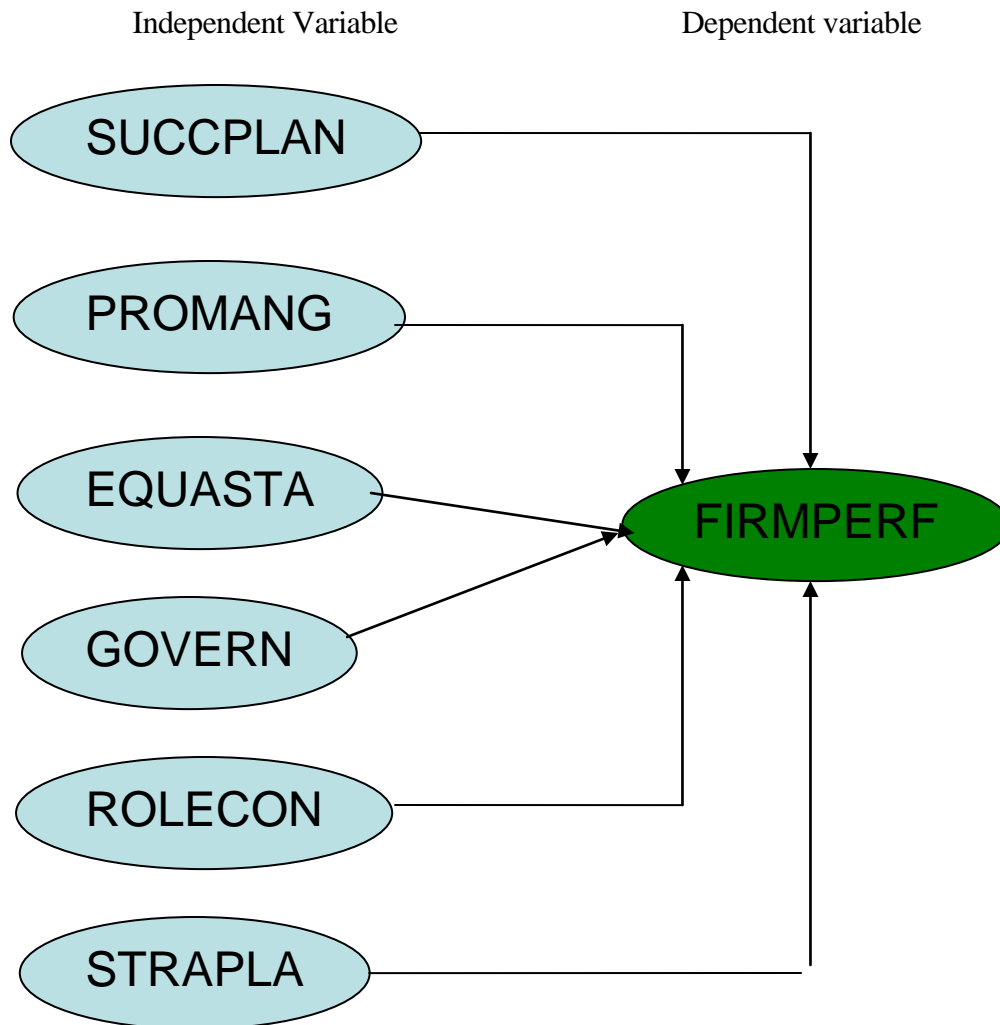 Independent Variable
Dependent variable
SUCCPLAN
PROMANG
EQUASTA
FIRMPERF
GOVERN
ROLECON
STRAPLA